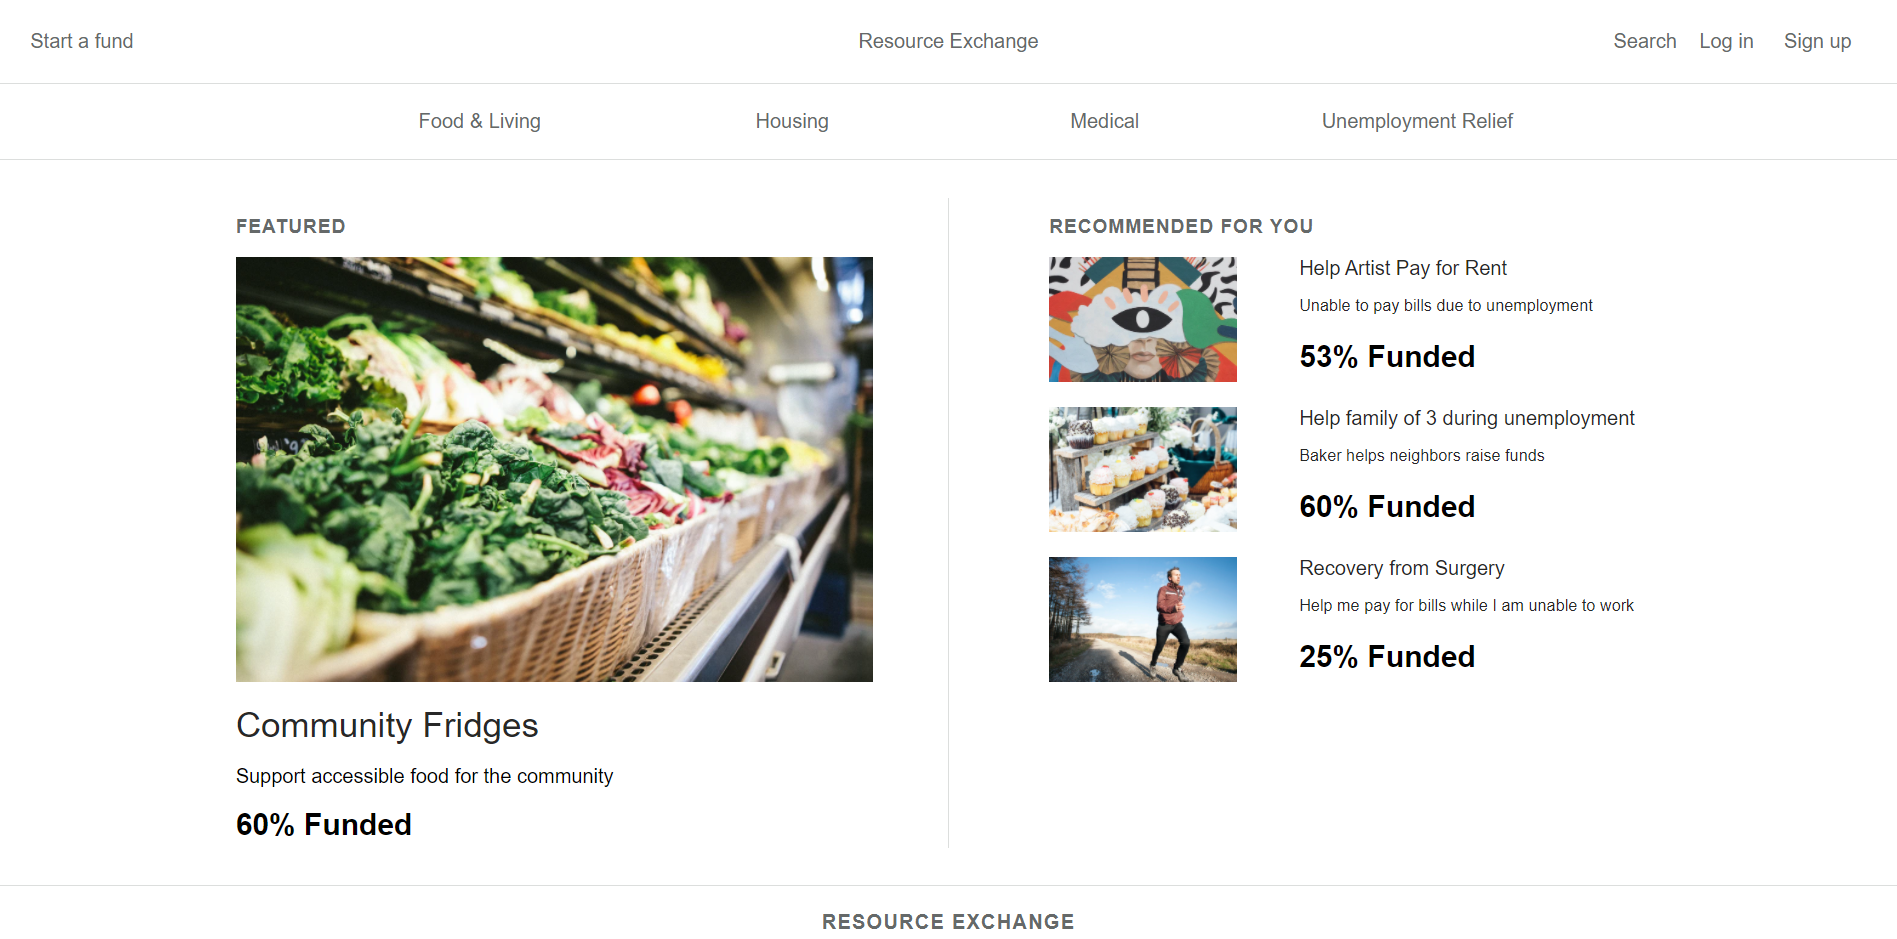 Start a fund
Resource Exchange
Search
Log in
Sign up
Food & Living
Housing
Medical
Unemployment Relief
FEATURED
Community Fridges
Support accessible food for the community
60% Funded
RECOMMENDED FOR YOU
Help Artist Pay for Rent
Unable to pay bills due to unemployment
53% Funded
Help family of 3 during unemployment
Baker helps neighbors raise funds
60% Funded
Recovery from Surgery
Help me pay for bills while I am unable to work
25% Funded
RESOURCE EXCHANGE